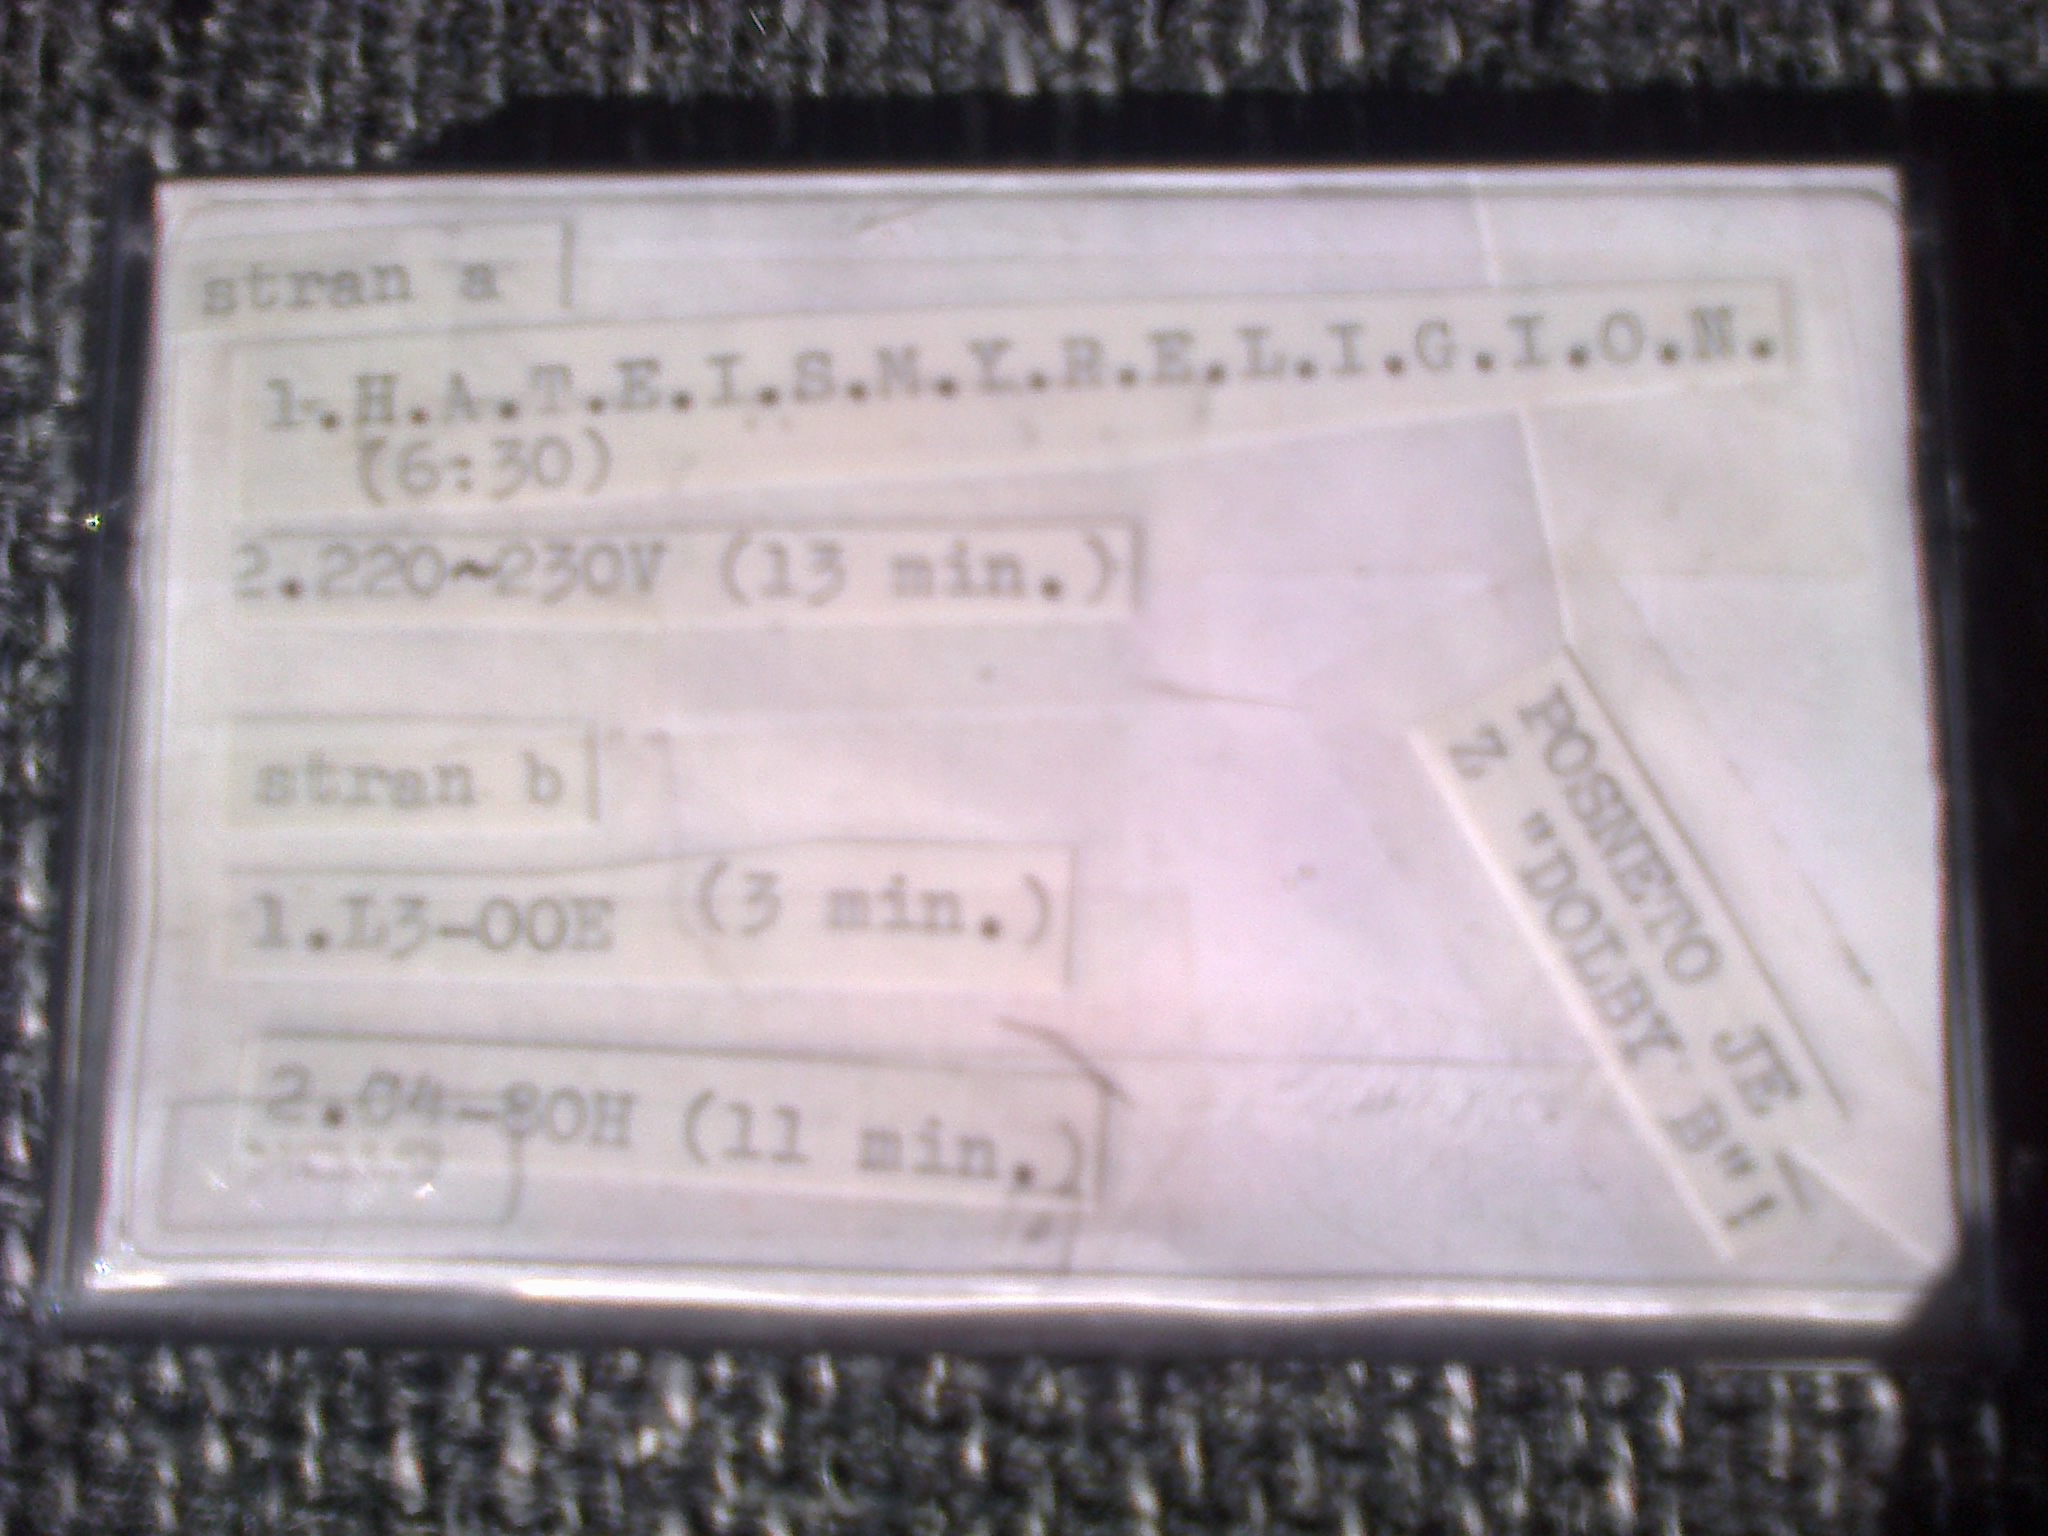 stran a
1.H.A.T.E.I.S.M.Y.R.E.L.I.G.I.O.N.
(6:30)
2.220~230V (13 min.)
stran b
1.L3-00E (3 min.)
2.64-80H (11 min.)
POSNETO JE
Z "DOLBY B"!